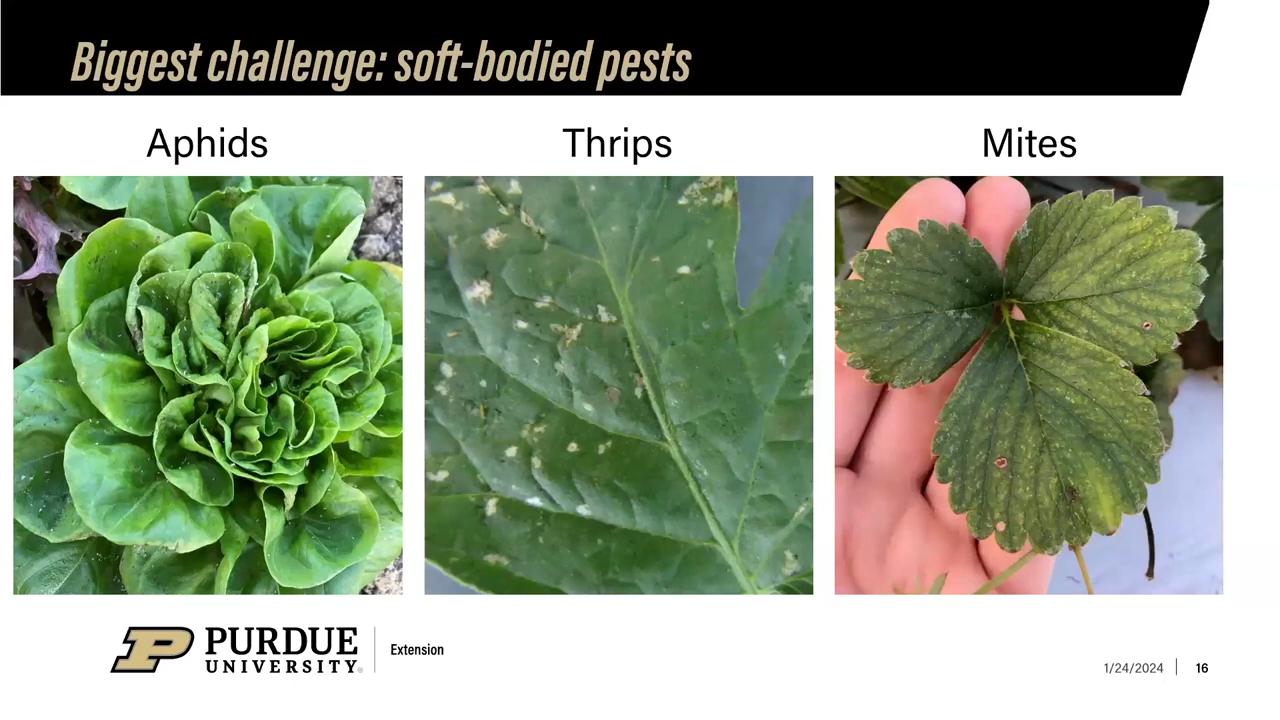 Biggest challenge: soft-bodied pests
Aphids
Thrips
Mites
PURDUE
UNIVERSITY®
Extension
1/24/2024
16